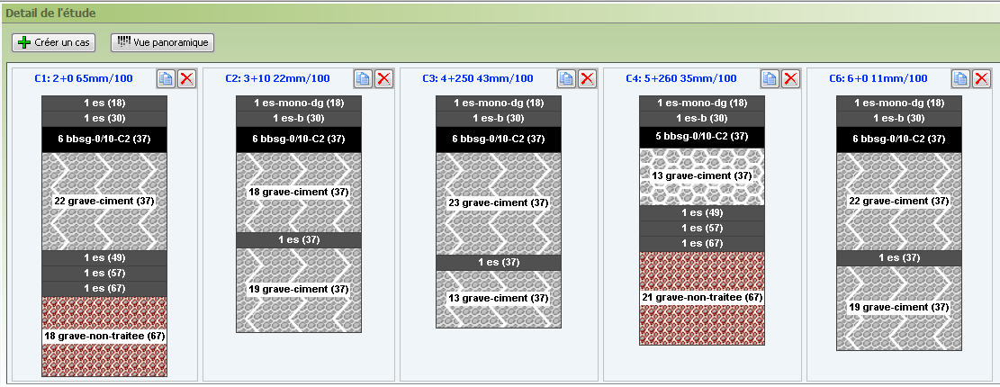 Detail de l'étude
Créer un cas
Vue panoramique
C1: 2+0 65mm/100
1 es (18)
1 es (30)
6 bbsg-0/10-C2 (37)
22 grave-ciment (37)
1 es (49)
1 es (57)
1 es (67)
18 grave-non-traitee (67)
C2: 3+10 22mm/100
1 es-mono-dg (18)
1 es-b (30)
6 bbsg-0/10-C2 (37)
18 grave-ciment (37)
1 es (37)
19 grave-ciment (37)
C3: 4+250 43mm/100
1 es-mono-dg (18)
1 es-b (30)
6 bbsg-0/10-C2 (37)
23 grave-ciment (37)
1 es (37)
13 grave-ciment (37)
C4: 5+260 35mm/100
1 es-mono-dg (18)
1 es-b (30)
5 bbsg-0/10-C2 (37)
13 grave-ciment (37)
1 es (49)
1 es (57)
1 es (67)
21 grave-non-traitee (67)
C6: 6+0 11mm/100
1 es-mono-dg (18)
1 es-b (30)
6 bbsg-0/10-C2 (37)
22 grave-ciment (37)
1 es (37)
19 grave-ciment (37)